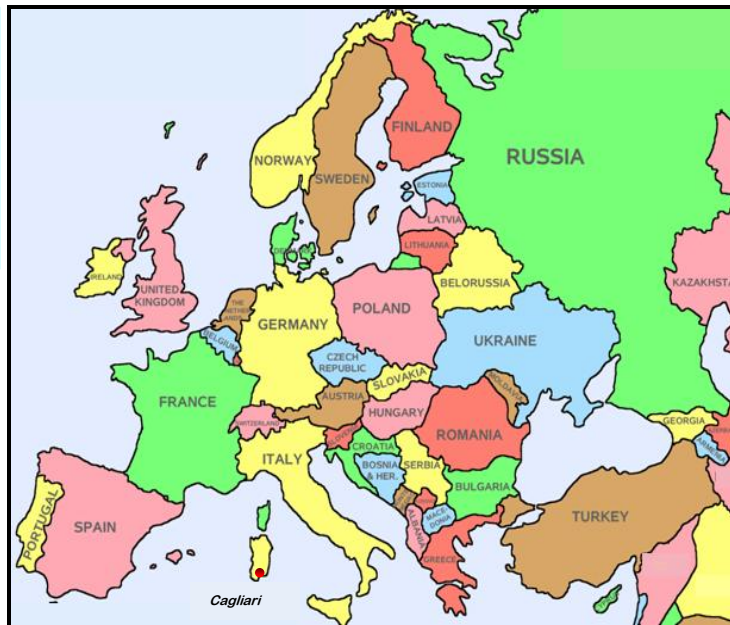 FINLAND
RUSSIA
NORWAY
SWEDEN
ESTONIA
LATVIA
LITHUANIA
IRELAND
UNITED
KINGDOM
BELORUSSIA
KAZAKHSTA
THE
NETHER
LANDS
BELGIUM
GERMANY
POLAND
UKRAINE
CZECH
REPUBLIC
SLOVAKIA
MOLDAVIA
FRANCE
SWITZERLAND
AUSTRIA
HUNGARY
ROMANIA
ITALY
CROATIA
BOSNIA
& HER.
SERBIA
BULGARIA
GEORGIA
ARMENIA
PORTUGAL
SPAIN
ALBANIA
MACE-
DONIA
GREECE
TURKEY
Cagliari